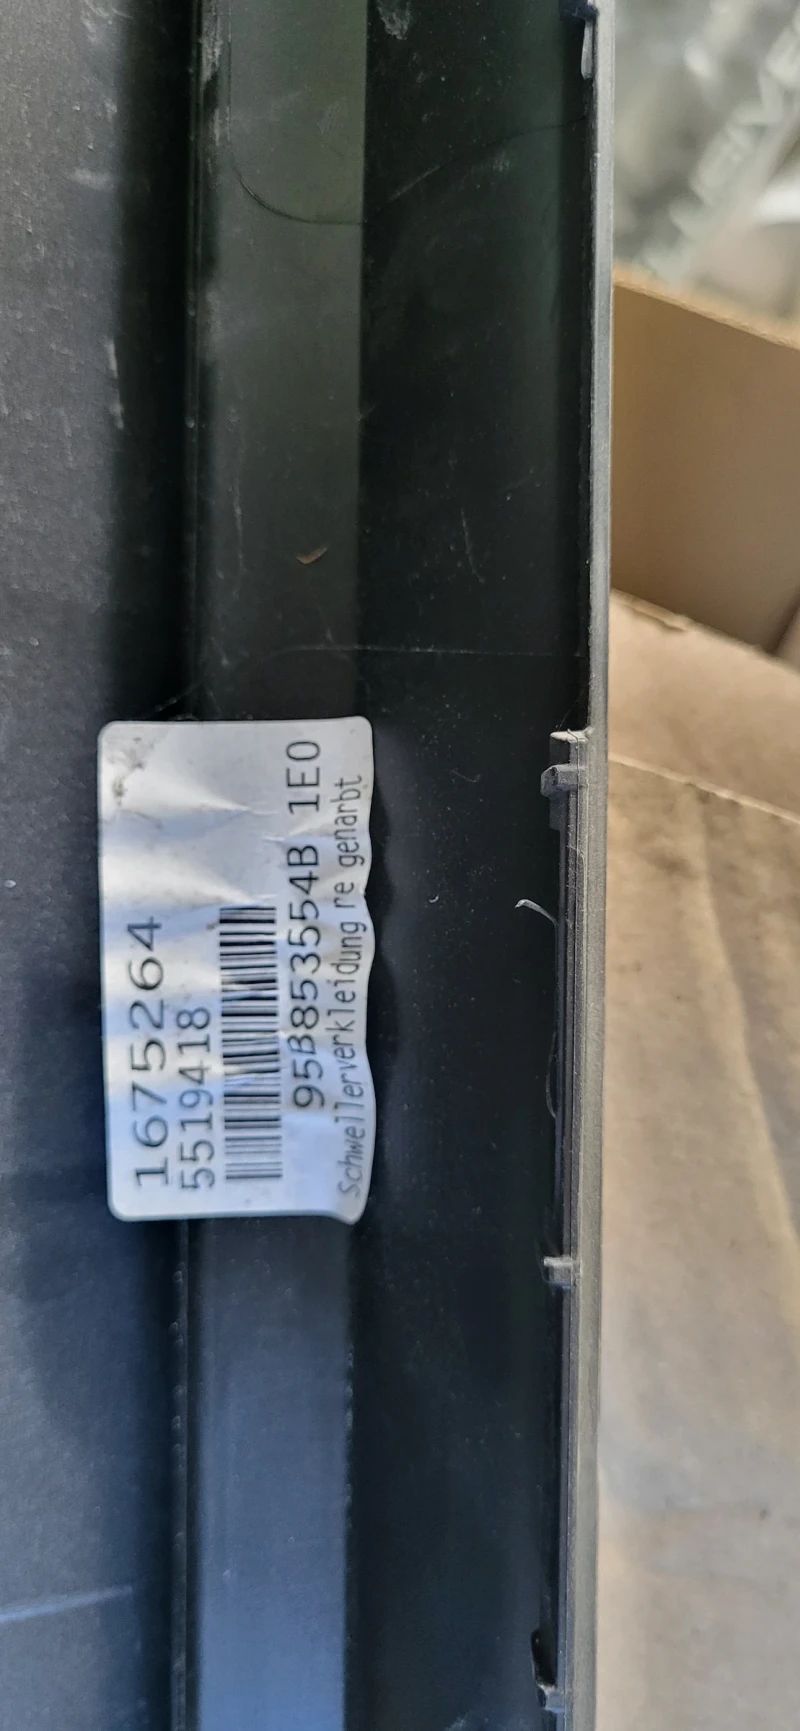 1675264
5519418
95B853554B 1E0
Schwellerverkleidung re genarbt